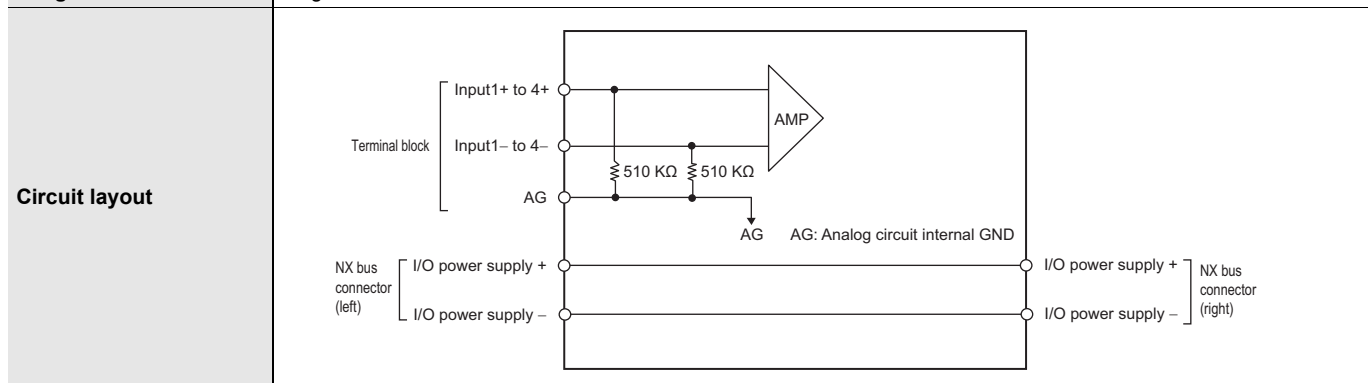 Circuit layout
Terminal block
Input1+ to 4+
Input1– to 4–
AG
AMP
510 KΩ
510 KΩ
AG
AG: Analog circuit internal GND
NX bus
connector
(left)
I/O power supply +
I/O power supply –
I/O power supply +
I/O power supply –
NX bus
connector
(right)